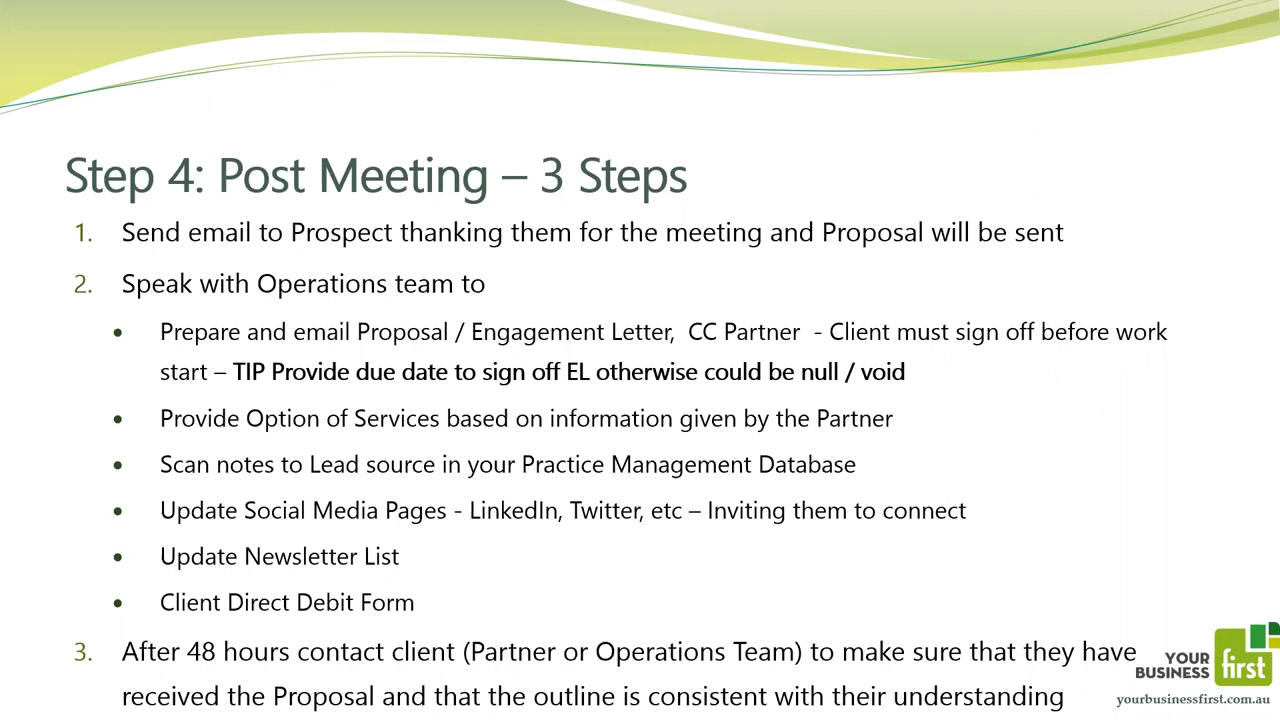 Step 4: Post Meeting – 3 Steps
1. Send email to Prospect thanking them for the meeting and Proposal will be sent
2. Speak with Operations team to
• Prepare and email Proposal / Engagement Letter,  CC Partner  - Client must sign off before work
start – TIP Provide due date to sign off EL otherwise could be null / void
• Provide Option of Services based on information given by the Partner
• Scan notes to Lead source in your Practice Management Database
• Update Social Media Pages - LinkedIn, Twitter, etc – Inviting them to connect
• Update Newsletter List
• Client Direct Debit Form
3. After 48 hours contact client (Partner or Operations Team) to make sure that they have
received the Proposal and that the outline is consistent with their understanding
YOUR
BUSINESS first
yourbusinessfirst.com.au